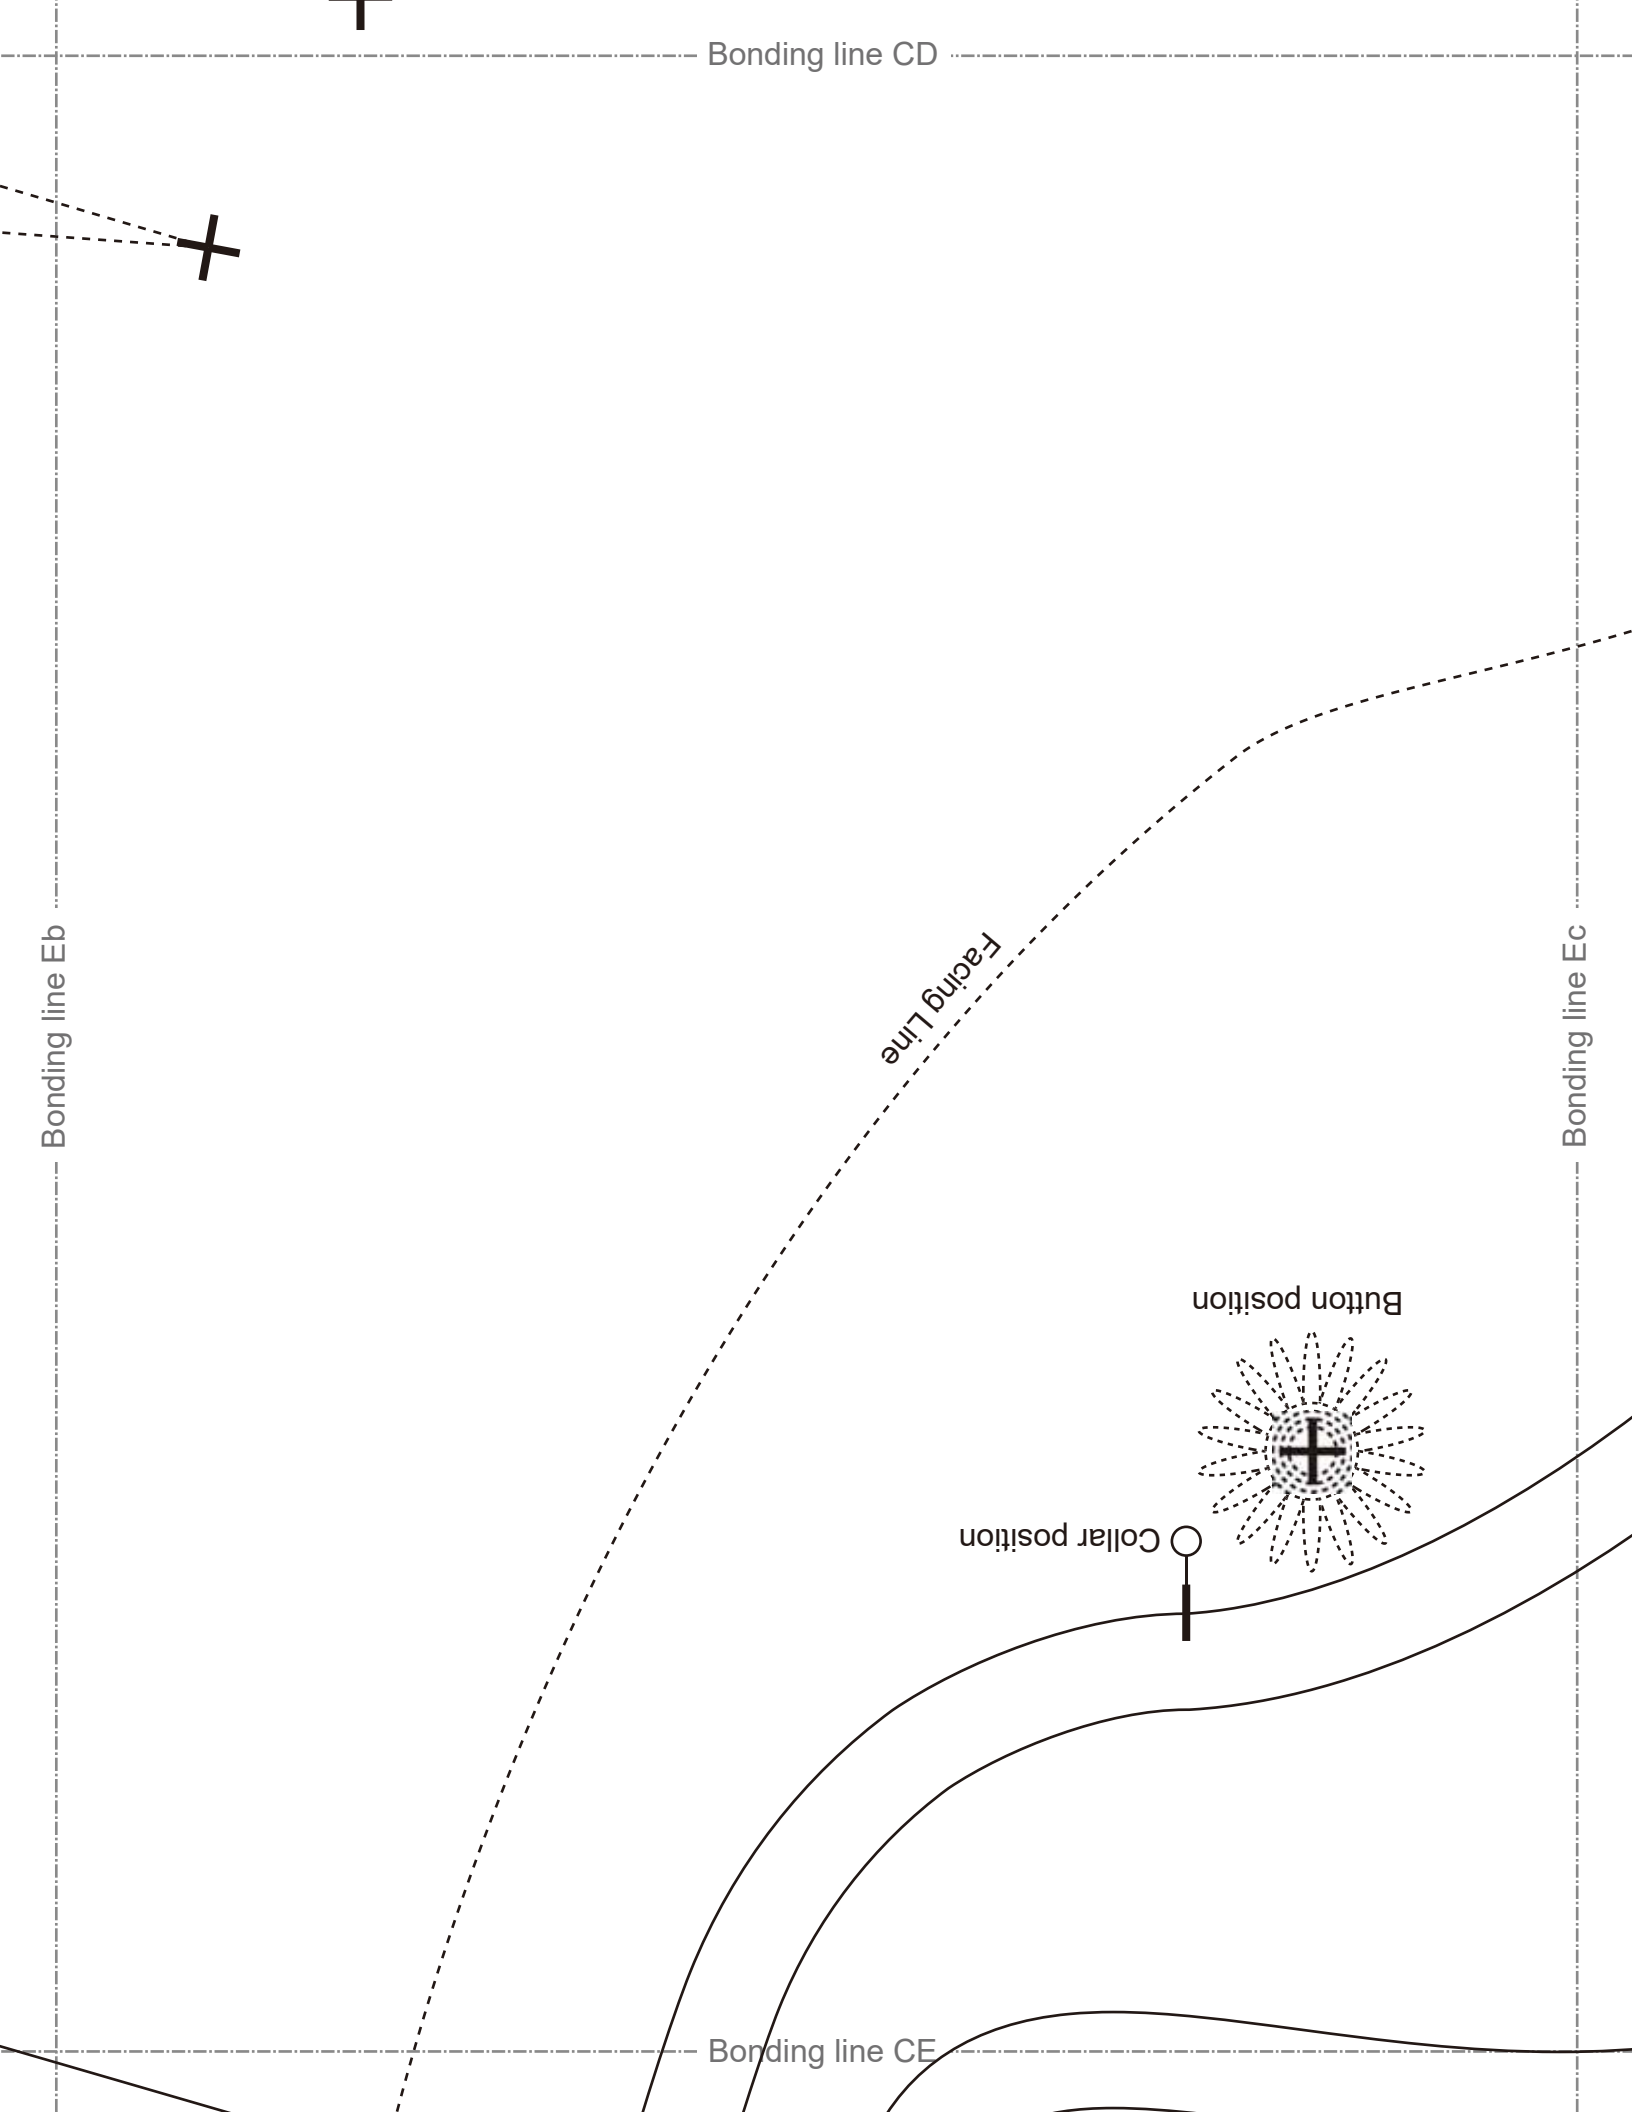 Bonding line CD
Bonding line Eb
Facing Line
Bonding line Ec
Button position
Collar position
Bonding line CE